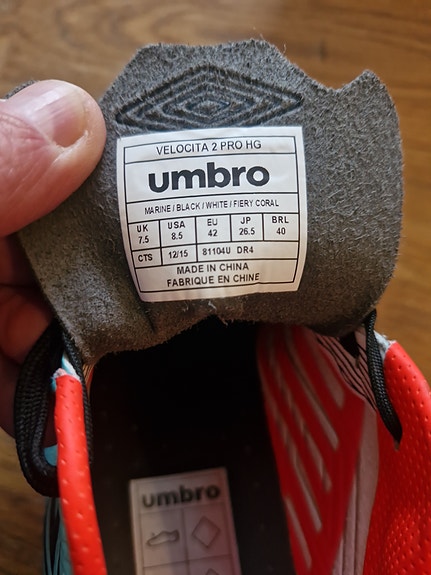 VELOCITA 2 PRO HG
umbro
MARINE / BLACK / WHITE / FIERY CORAL
UK USA EU JP BRL
7.5 8.5 42 26.5 40
CTS 12/15 81104U DR4
MADE IN CHINA
FABRIQUE EN CHINE
umbro